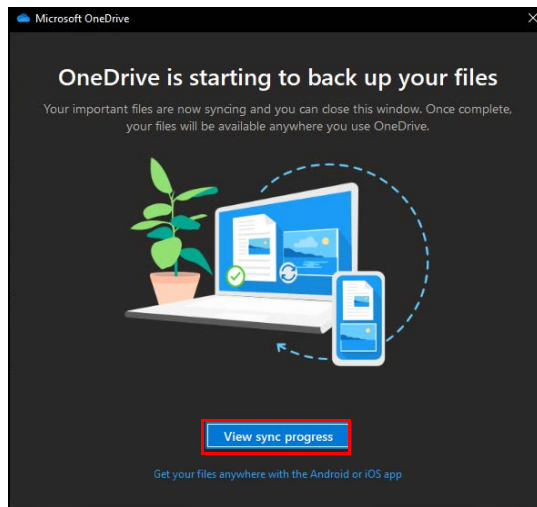 Microsoft OneDrive
OneDrive is starting to back up your files
Your important files are now syncing and you can close this window. Once complete,
your files will be available anywhere you use OneDrive.
View sync progress
Get your files anywhere with the Android or iOS app